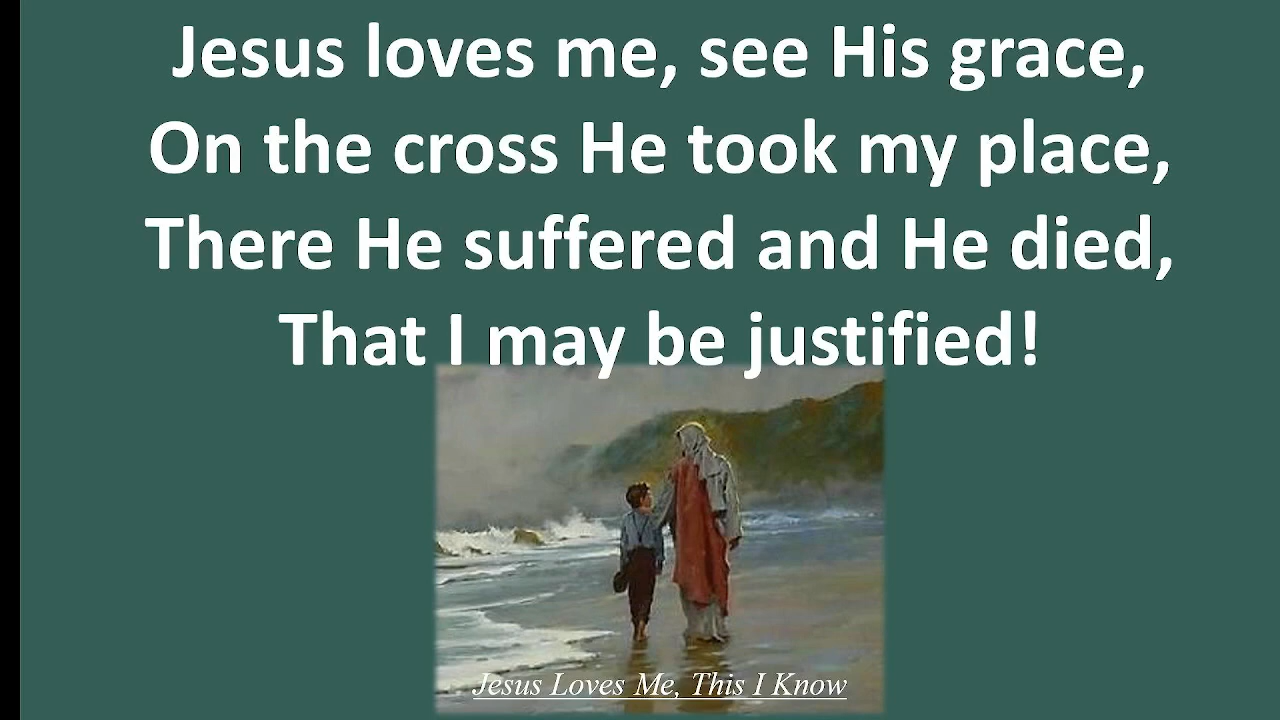 Jesus loves me, see His grace,
On the cross He took my place,
There He suffered and He died,
That I may be justified!
Jesus Loves Me, This I Know